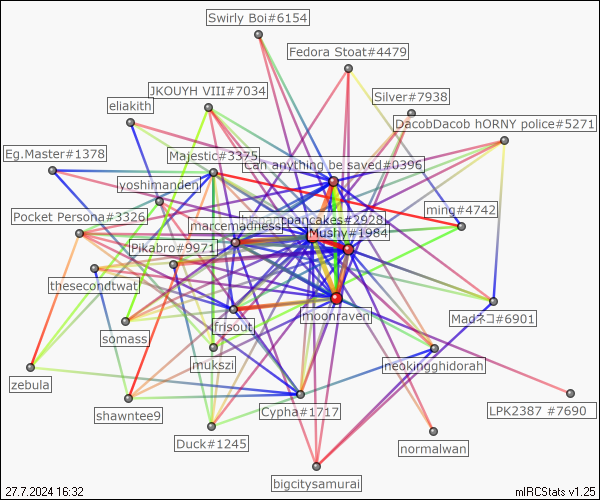 Swirly Boi#6154
Fedora Stoat#4479
JKOUYH VIII#7034
Silver#7938
eliakith
DacobDacob hORNY police#5271
Eg.Master#1378
Majestic#3375
Can anything be saved#0396
yoshimanden
Pocket Persona#3326
ming#4742
marcemadness
pancakes#2928
Mushy#1984
Pikabro#9971
thesecondtwat
moonraven
Madネコ#6901
frisout
somass
mukszi
neokingghidorah
zebula
shawntee9
Cypha#1717
LPK2387 #7690
Duck#1245
normalwan
bigcitysamurai
27.7.2024 16:32
mIRCStats v1.25